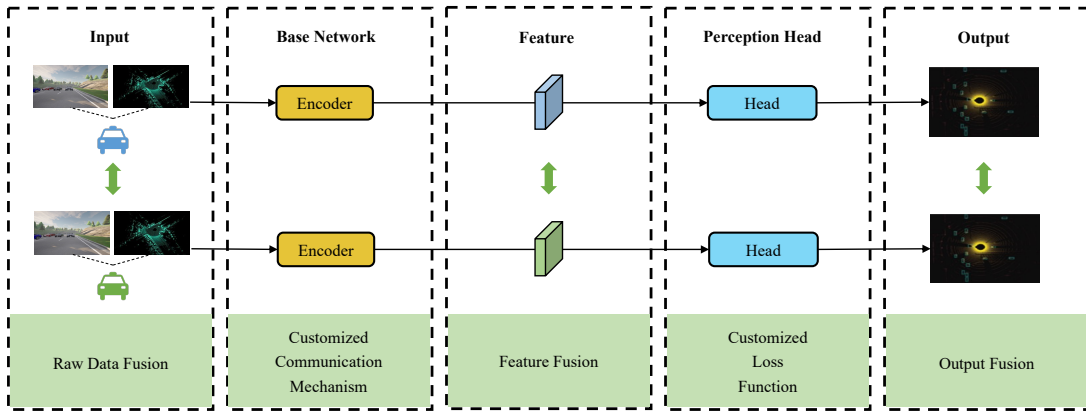 Input
Base Network
Feature
Perception Head
Output
Encoder
Head
Encoder
Head
Raw Data Fusion
Customized
Communication
Mechanism
Feature Fusion
Customized
Loss
Function
Output Fusion